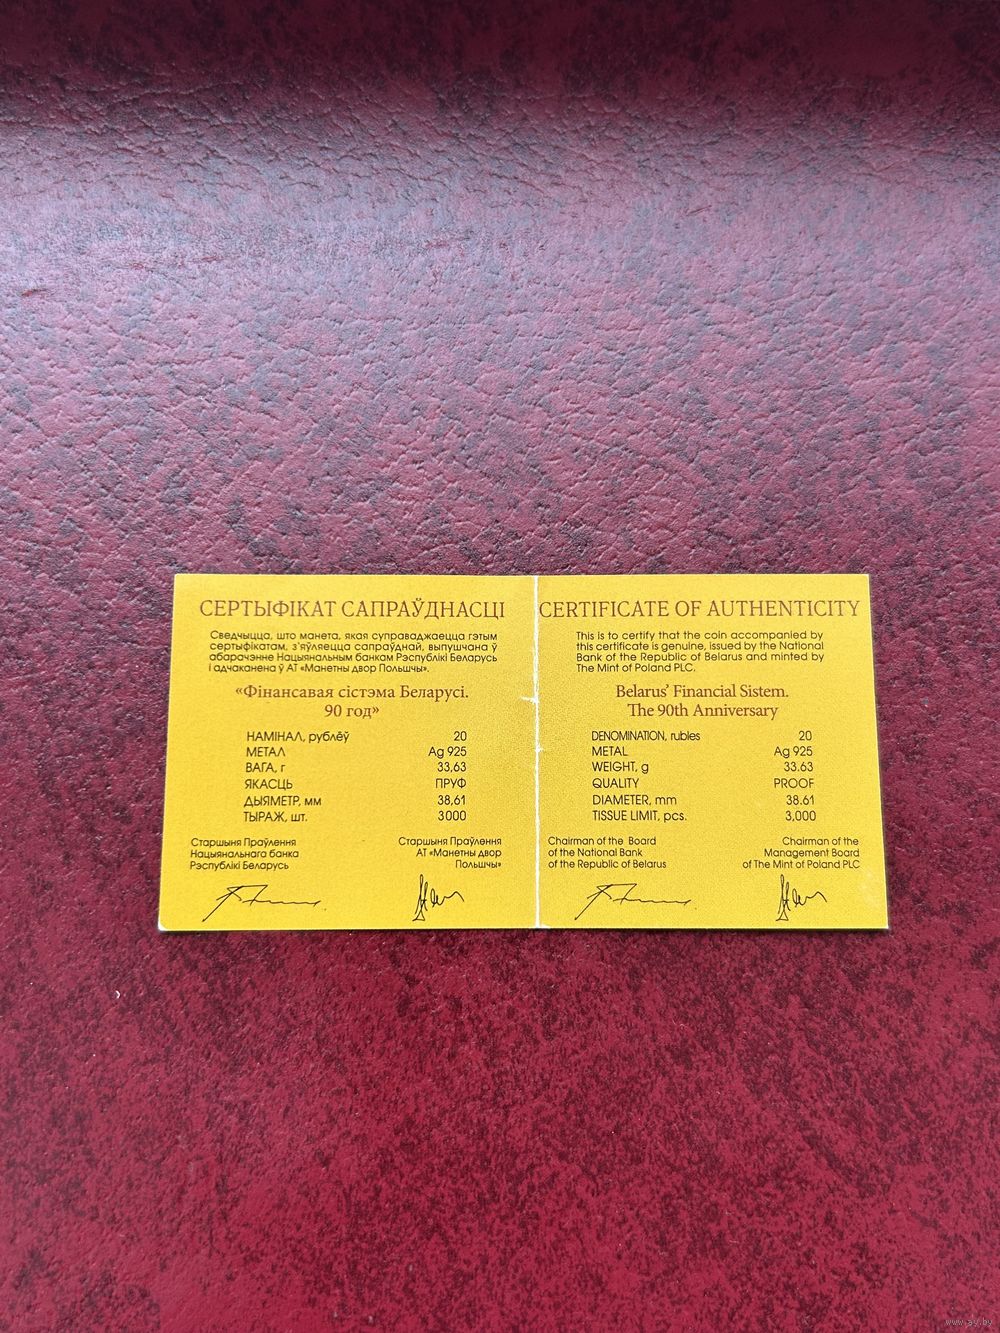 СЕРТЫФІКАТ САПРАЎДНАСЦІ
Сведчыцца, што манета, якая суправаджаецца гэтым
сертыфікатам, з'яўляецца сапраўднай, выпушчана ў
абарачэнне Нацыянальным банкам Рэспублікі Беларусь
і адчаканена ў АТ «Манетны двор Польшчы».
«Фінансавая сістэма Беларусі.
90 год»
НАМІНАЛ, рублёў 20
МЕТАЛ Ag 925
ВАГА, г 33,63
ЯКАСЦЬ ПРУФ
ДЫЯМЕТР, мм 38,61
ТЫРАЖ, шт. 3000
Старшыня Праўлення
Нацыянальнага банка
Рэспублікі Беларусь
Старшыня Праўлення
АТ «Манетны двор
Польшчы»
CERTIFICATE OF AUTHENTICITY
This is to certify that the coin accompanied by
this certificate is genuine, issued by the National
Bank of the Republic of Belarus and minted by
The Mint of Poland PLC.
Belarus' Financial Sistem.
The 90th Anniversary
DENOMINATION, rubles 20
METAL Ag 925
WEIGHT, g 33.63
QUALITY PROOF
DIAMETER, mm 38.61
TISSUE LIMIT, pcs. 3,000
Chairman of the Board
of the National Bank
of the Republic of Belarus
Chairman of the
Management Board
of The Mint of Poland PLC
www.ay.by